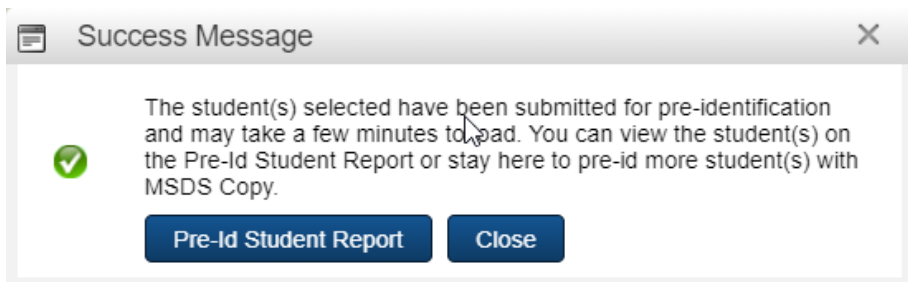 Success Message
The student(s) selected have been submitted for pre-identification
and may take a few minutes to load. You can view the student(s) on
the Pre-Id Student Report or stay here to pre-id more student(s) with
MSDS Copy.
Pre-Id Student Report Close